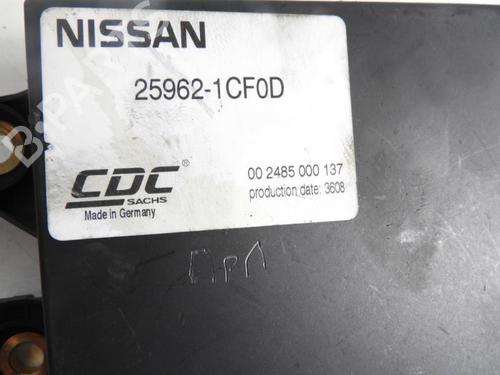 NISSAN
25962-1CF0D
CDC®
SACHS
Made in Germany
00 2485 000 137
production date: 3608